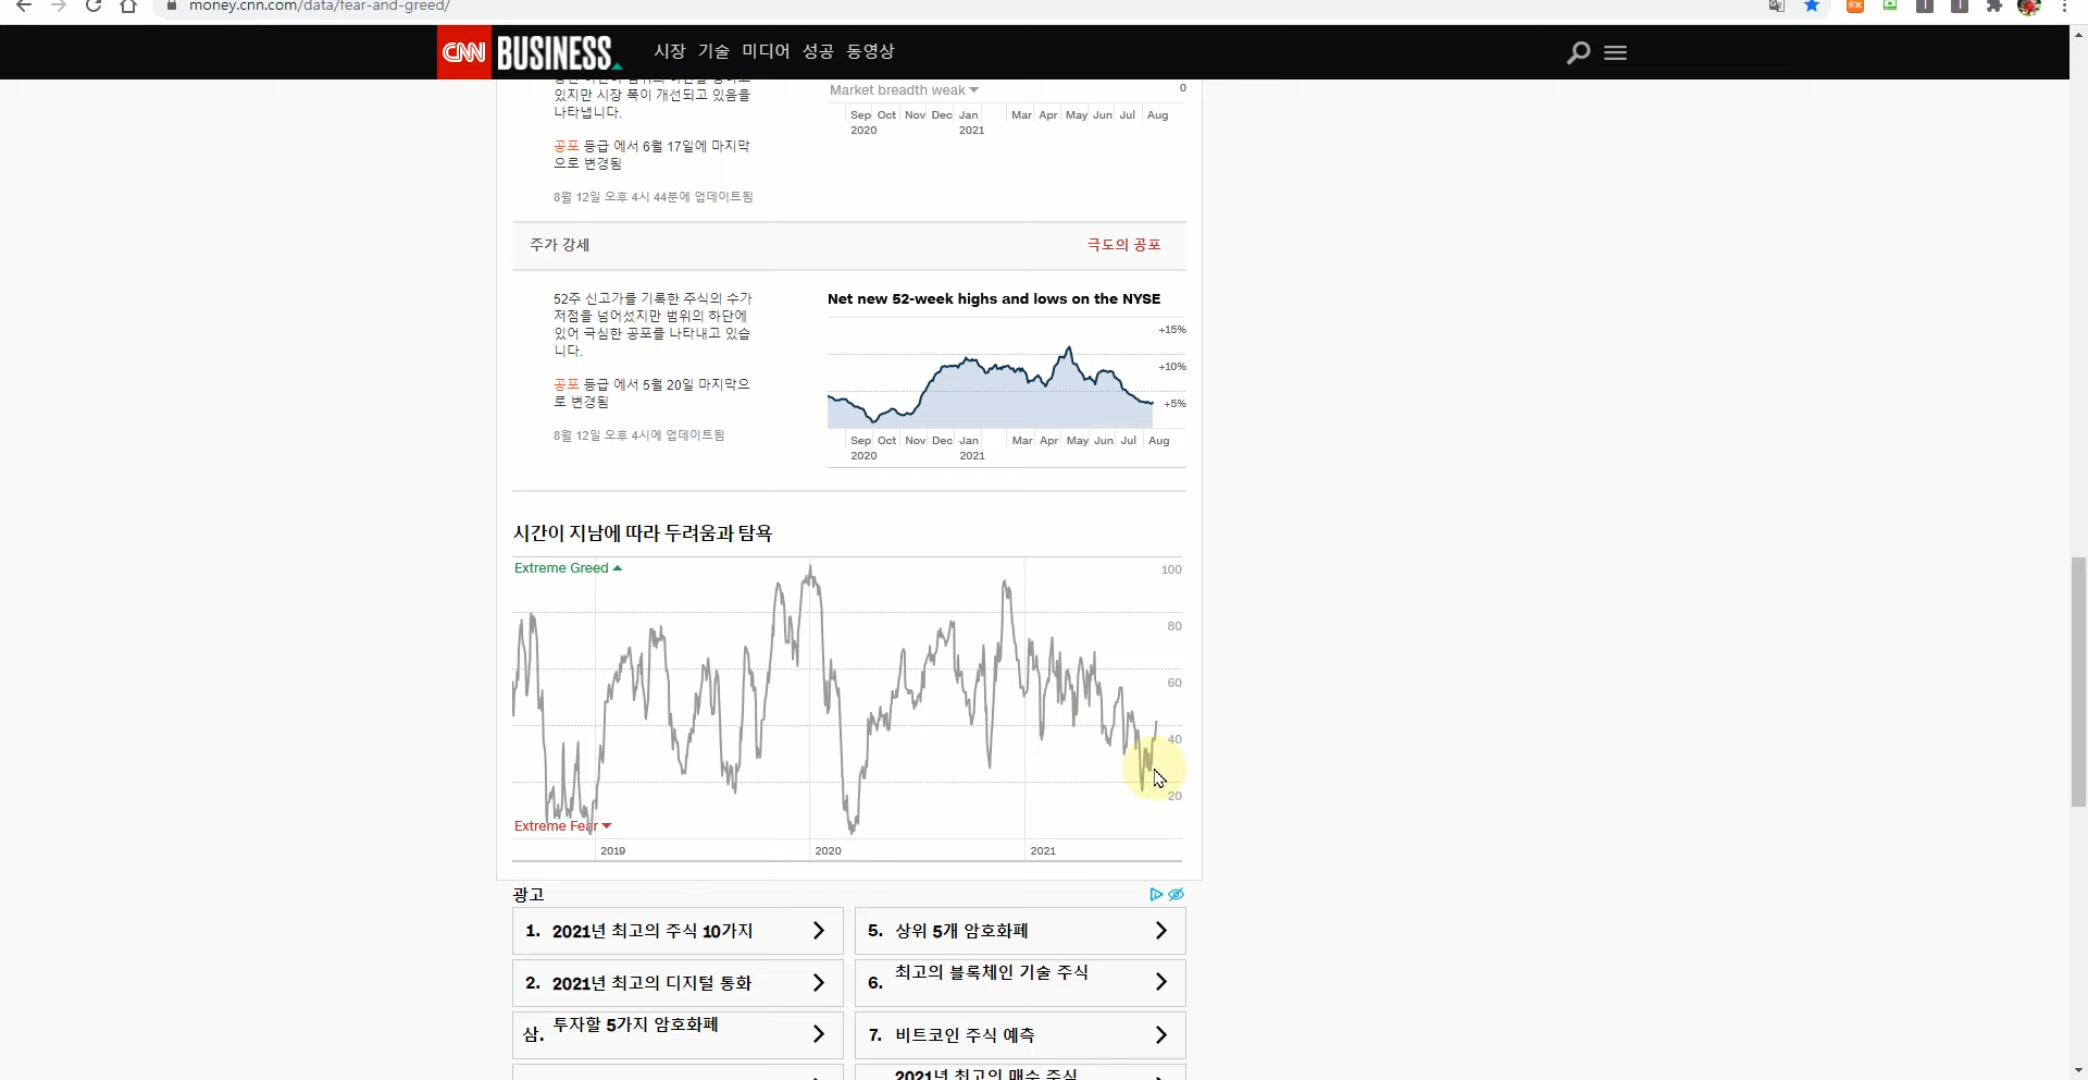 money.cnn.com/data/fear-and-greed/
CNN BUSINESS 시장 기술 미디어 성공 동영상
있지만 시장 폭이 개선되고 있음을
나타냅니다.
공포 등급 에서 6월 17일에 마지막
으로 변경됨
8월 12일 오후 4시 44분에 업데이트됨
Market breadth weak
0
Sep Oct Nov Dec Jan Mar Apr May Jun Jul Aug
2020 2021
주가 강세 극도의 공포
52주 신고가를 기록한 주식의 수가
저점을 넘어섰지만 범위의 하단에
있어 극심한 공포를 나타내고 있습
니다.
공포 등급 에서 5월 20일 마지막으
로 변경됨
8월 12일 오후 4시에 업데이트됨
Net new 52-week highs and lows on the NYSE
+15%
+10%
+5%
Sep Oct Nov Dec Jan Mar Apr May Jun Jul Aug
2020 2021
시간이 지남에 따라 두려움과 탐욕
Extreme Greed
100
80
60
40
20
Extreme Fear
2019 2020 2021
광고
1. 2021년 최고의 주식 10가지
5. 상위 5개 암호화폐
2. 2021년 최고의 디지털 통화
6. 최고의 블록체인 기술 주식
삼. 투자할 5가지 암호화폐
7. 비트코인 주식 예측
2021년 최고의 매수 주식